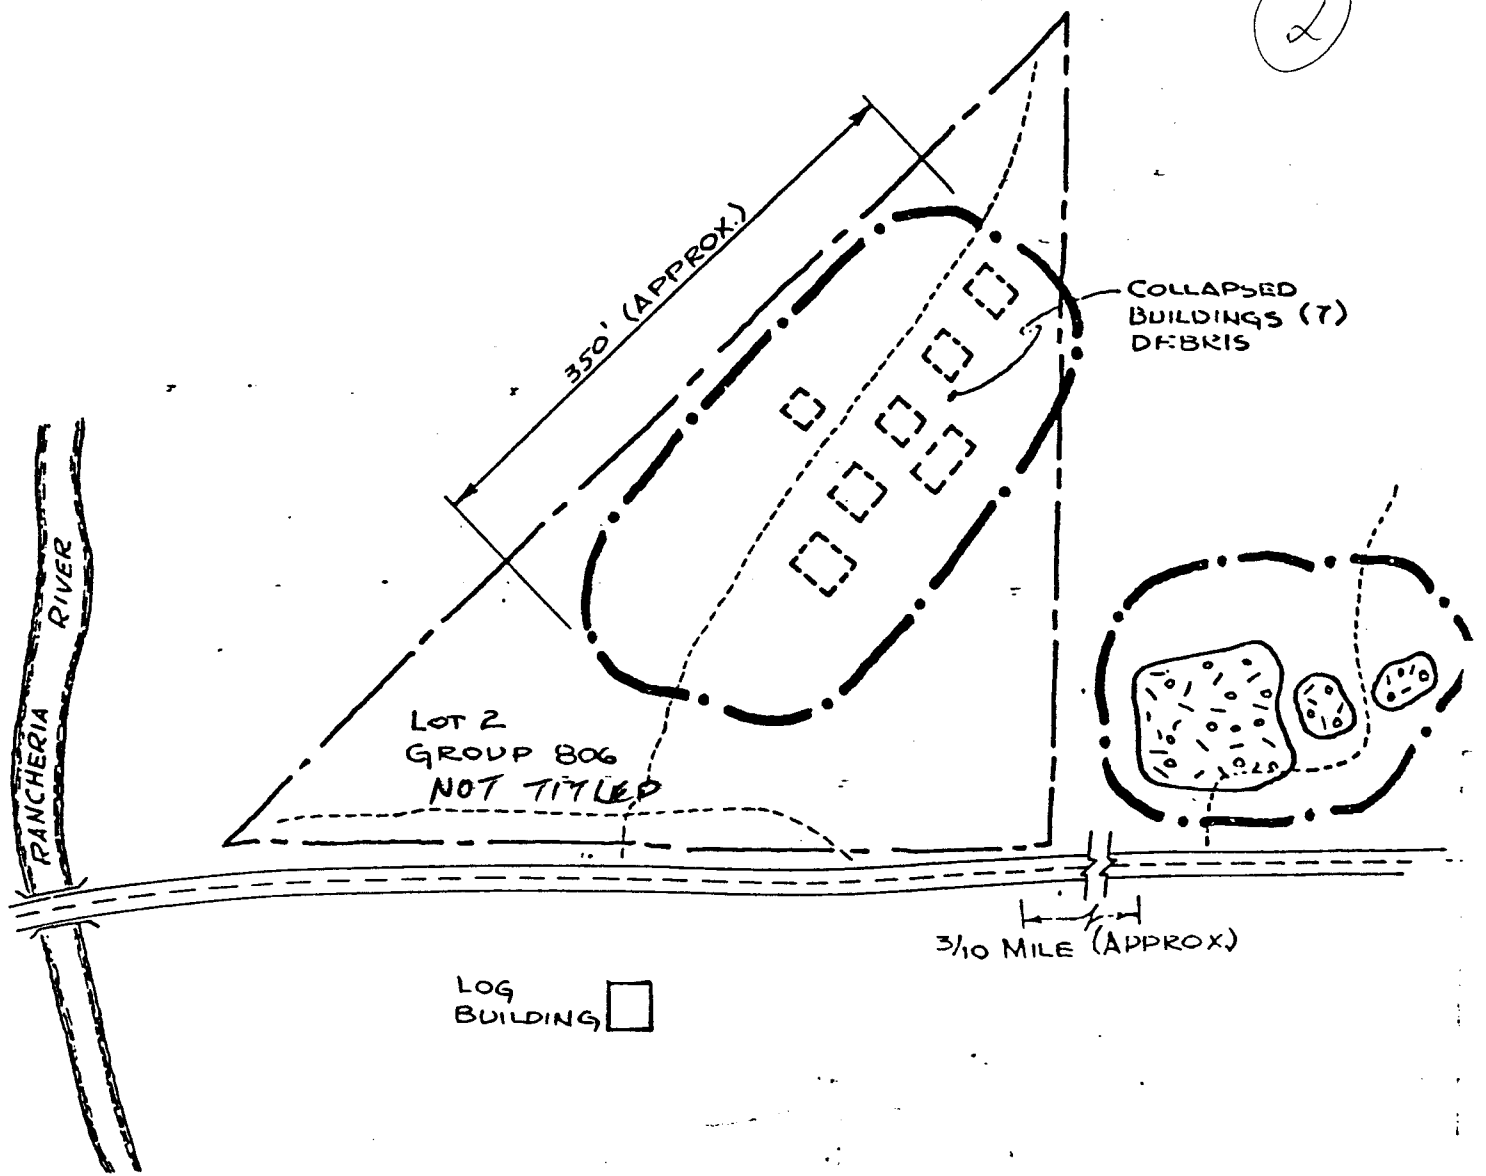 2
350' (APPROX.)
COLLAPSED
BUILDINGS (7)
DEBRIS
RANCHERIA RIVER
LOT 2
GROUP 806
NOT TITLED
3/10 MILE (APPROX.)
LOG
BUILDING